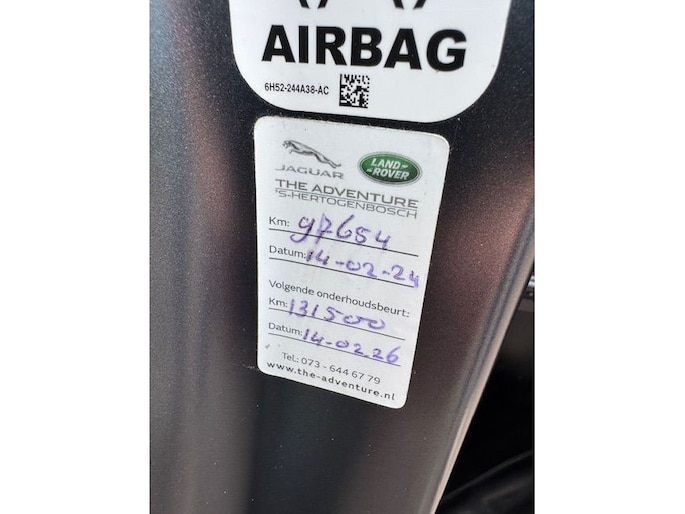 AIRBAG
6H52-244A38-AC
JAGUAR
LAND ROVER
THE ADVENTURE
'S-HERTOGENBOSCH
Km: 97654
Datum: 14-02-24
Volgende onderhoudsbeurt:
Km: 131500
Datum: 14-02-26
Tel.: 073 - 644 67 79
www.the-adventure.nl